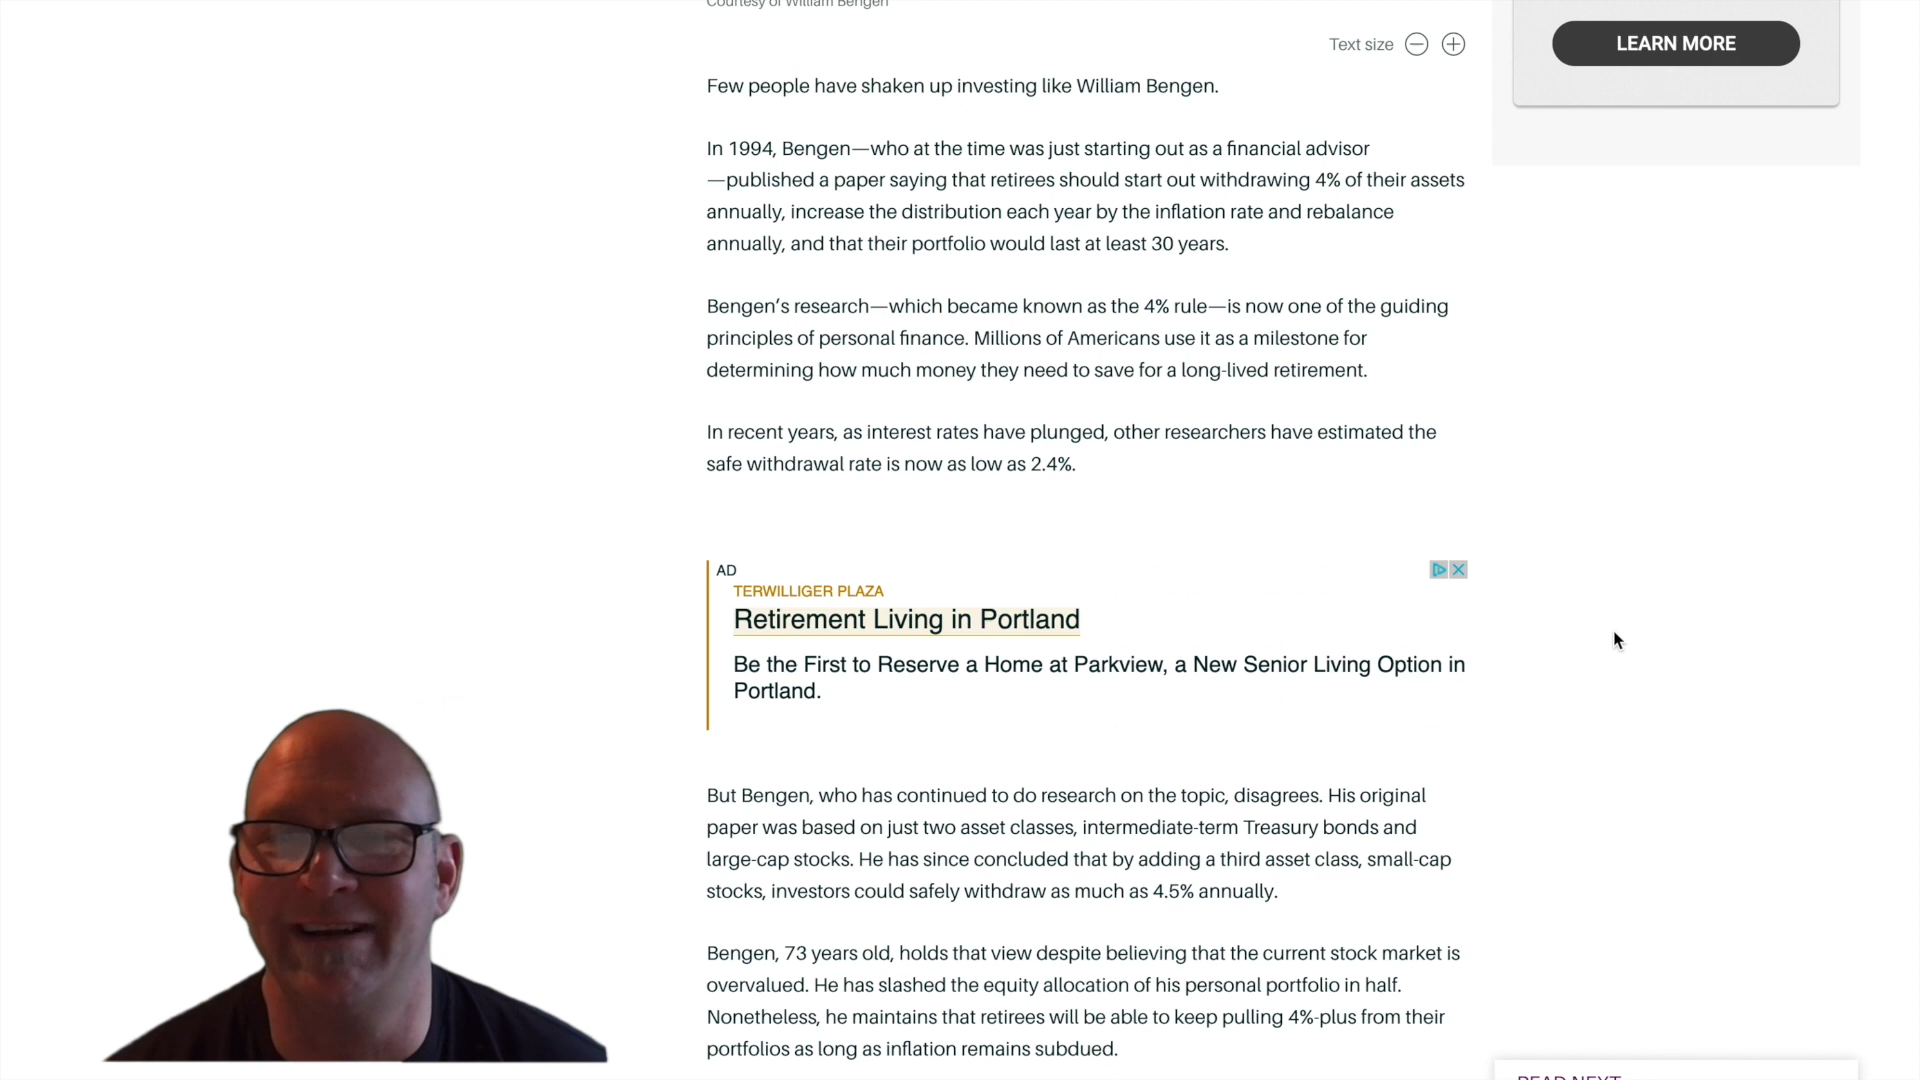 Courtesy of William Bengen
Text size
LEARN MORE
Few people have shaken up investing like William Bengen.
In 1994, Bengen—who at the time was just starting out as a financial advisor
—published a paper saying that retirees should start out withdrawing 4% of their assets
annually, increase the distribution each year by the inflation rate and rebalance
annually, and that their portfolio would last at least 30 years.
Bengen’s research—which became known as the 4% rule—is now one of the guiding
principles of personal finance. Millions of Americans use it as a milestone for
determining how much money they need to save for a long-lived retirement.
In recent years, as interest rates have plunged, other researchers have estimated the
safe withdrawal rate is now as low as 2.4%.
AD
TERWILLIGER PLAZA
Retirement Living in Portland
Be the First to Reserve a Home at Parkview, a New Senior Living Option in
Portland.
But Bengen, who has continued to do research on the topic, disagrees. His original
paper was based on just two asset classes, intermediate-term Treasury bonds and
large-cap stocks. He has since concluded that by adding a third asset class, small-cap
stocks, investors could safely withdraw as much as 4.5% annually.
Bengen, 73 years old, holds that view despite believing that the current stock market is
overvalued. He has slashed the equity allocation of his personal portfolio in half.
Nonetheless, he maintains that retirees will be able to keep pulling 4%-plus from their
portfolios as long as inflation remains subdued.
READ NEXT